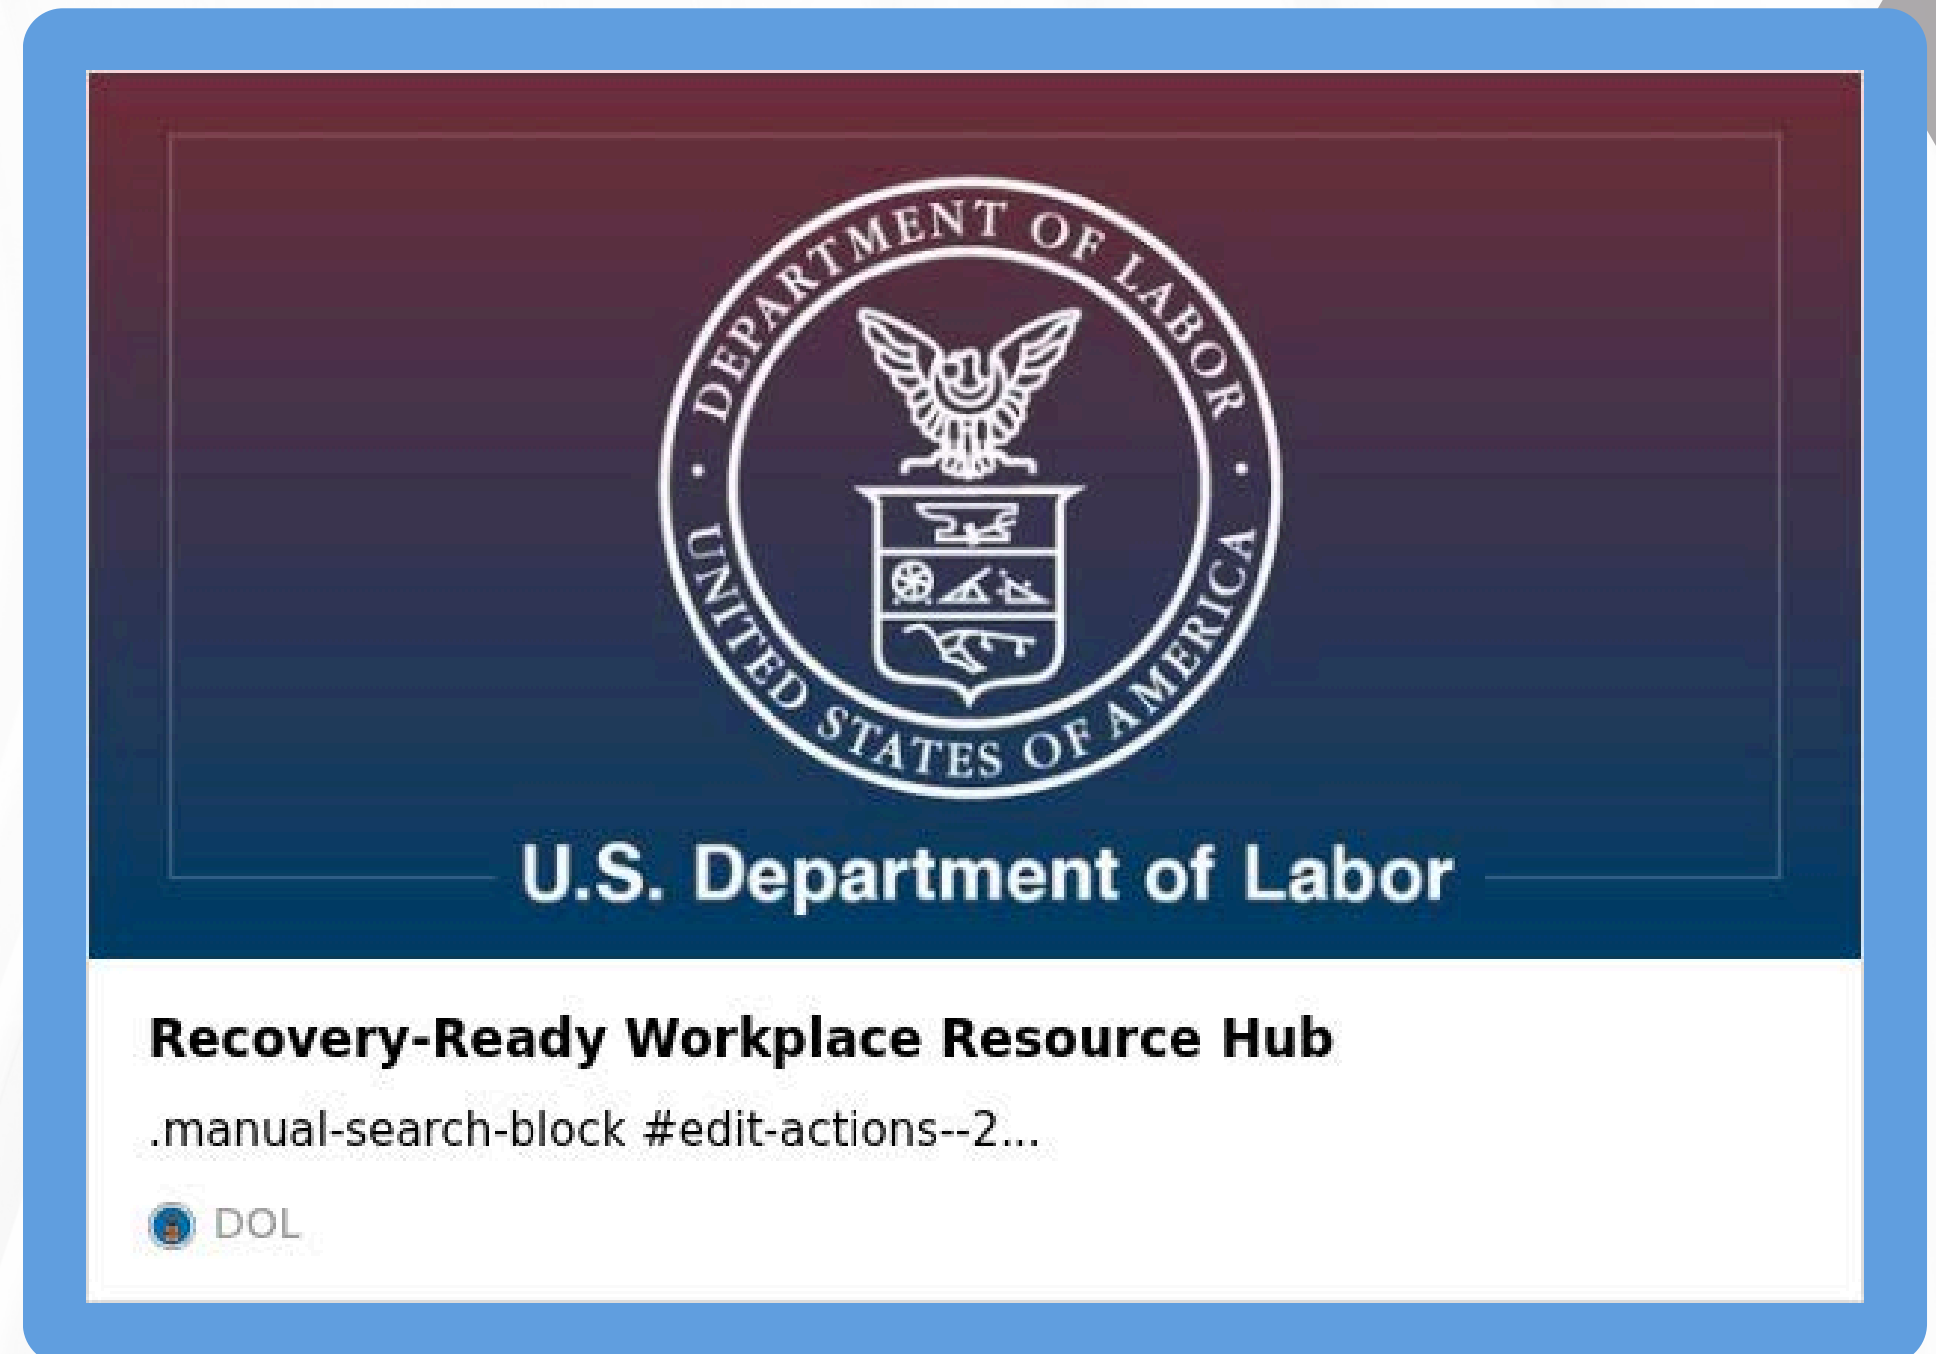 DEPARTMENT OF LABOR
UNITED STATES OF AMERICA
U.S. Department of Labor
Recovery-Ready Workplace Resource Hub
.manual-search-block #edit-actions--2...
DOL